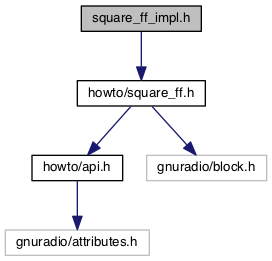 square_ff_impl.h
howto/square_ff.h
howto/api.h
gnuradio/block.h
gnuradio/attributes.h